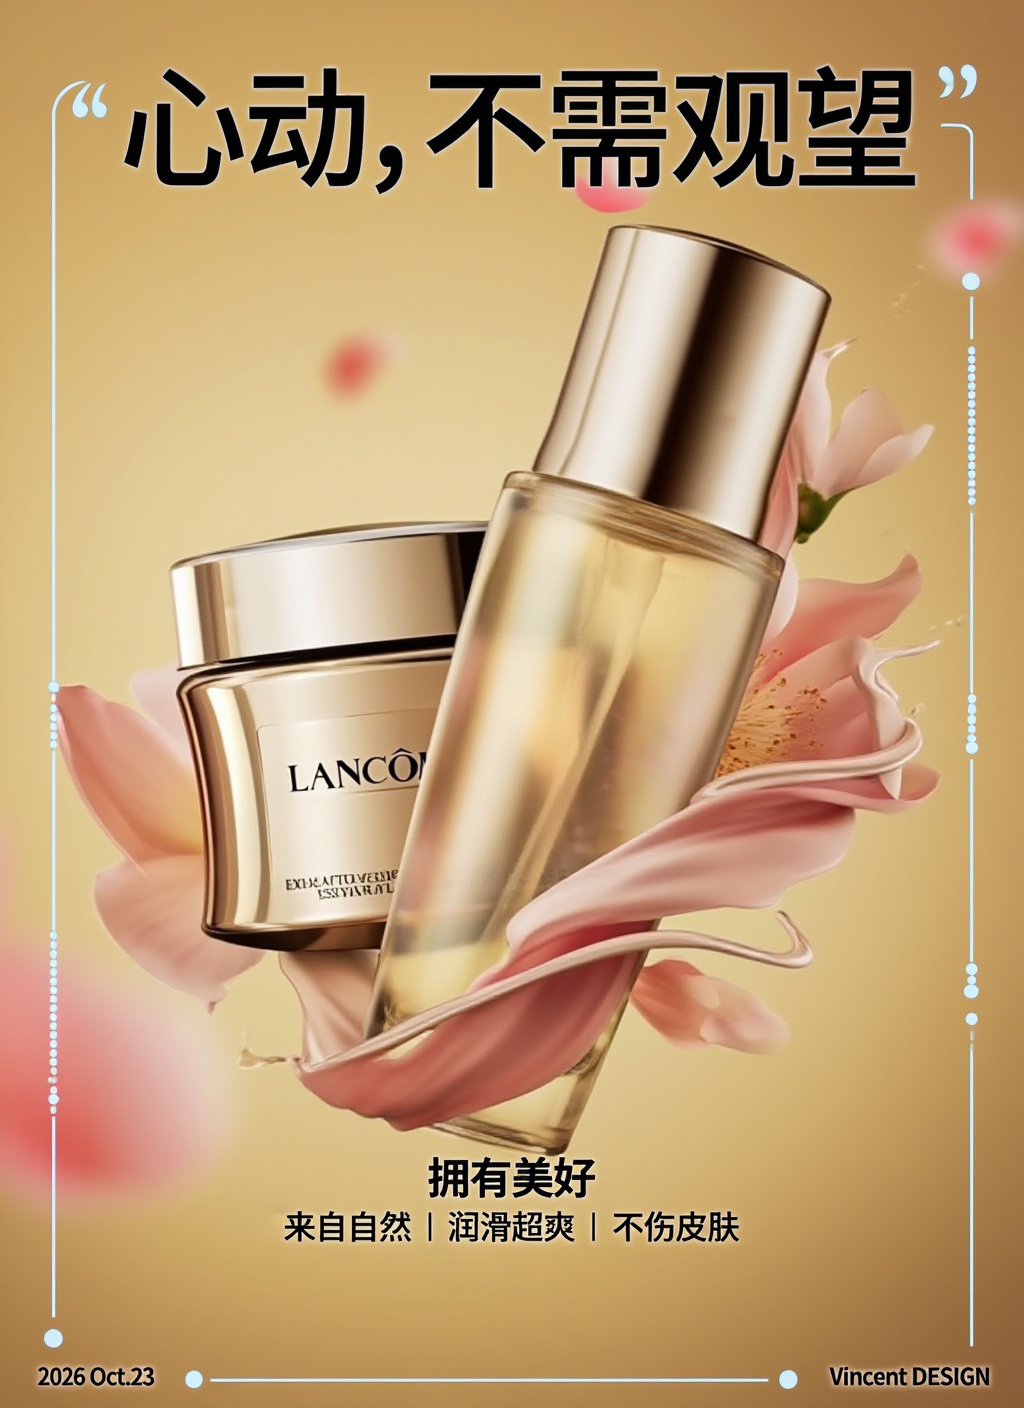 “心动,不需观望”
LANCÔ
拥有美好
来自自然 | 润滑超爽 | 不伤皮肤
2026 Oct.23
Vincent DESIGN